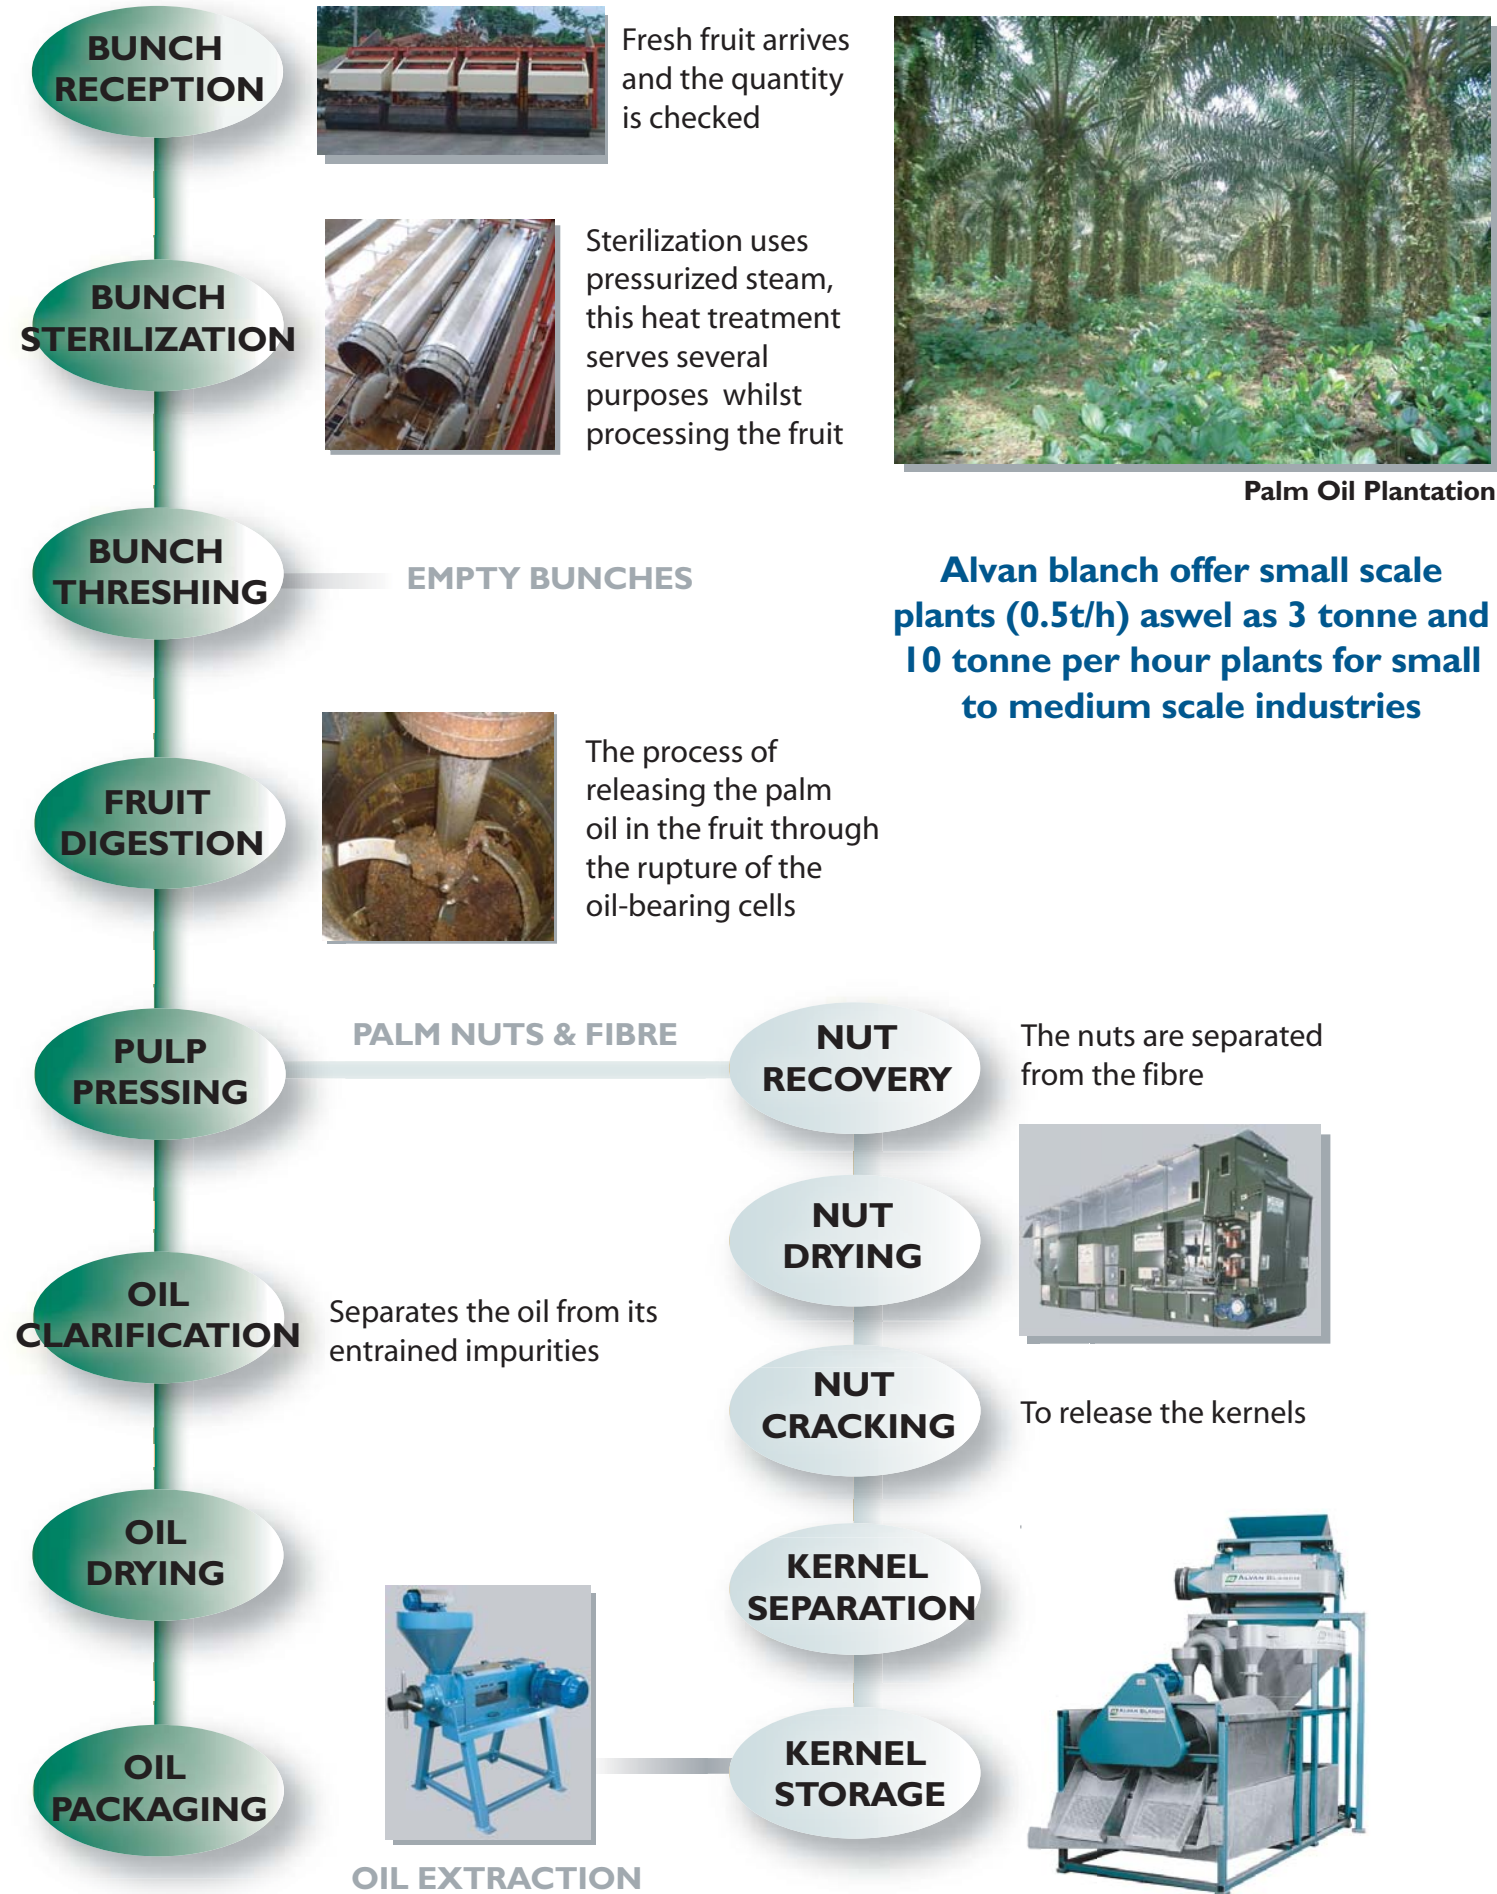 BUNCH
RECEPTION
Fresh fruit arrives
and the quantity
is checked
BUNCH
STERILIZATION
Sterilization uses
pressurized steam,
this heat treatment
serves several
purposes whilst
processing the fruit
Palm Oil Plantation
BUNCH
THRESHING
EMPTY BUNCHES
Alvan blanch offer small scale
plants (0.5t/h) aswel as 3 tonne and
10 tonne per hour plants for small
to medium scale industries
FRUIT
DIGESTION
The process of
releasing the palm
oil in the fruit through
the rupture of the
oil-bearing cells
PULP
PRESSING
PALM NUTS & FIBRE
NUT
RECOVERY
The nuts are separated
from the fibre
NUT
DRYING
OIL
CLARIFICATION
Separates the oil from its
entrained impurities
NUT
CRACKING
To release the kernels
OIL
DRYING
KERNEL
SEPARATION
ALVAN BLANCH
ALVAN BLANCH
OIL
PACKAGING
OIL EXTRACTION
KERNEL
STORAGE